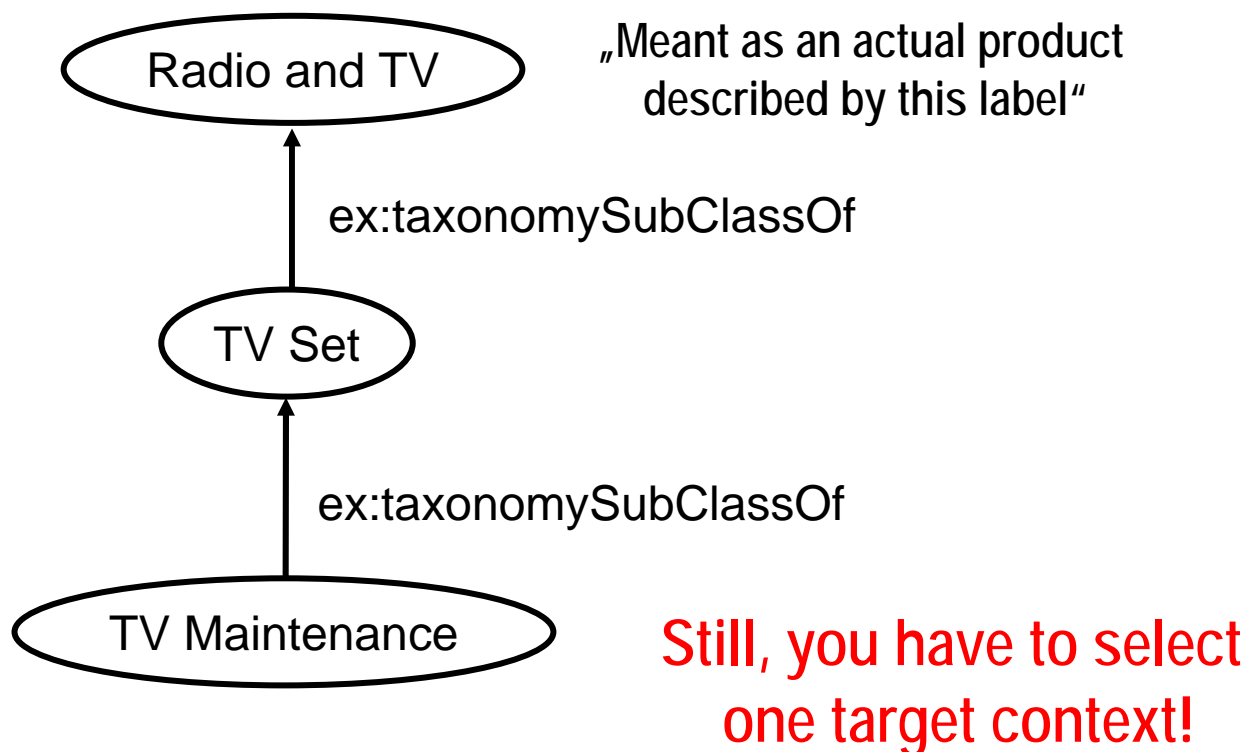 Radio and TV
„Meant as an actual product
described by this label“
ex:taxonomySubClassOf
TV Set
ex:taxonomySubClassOf
TV Maintenance
Still, you have to select
one target context!